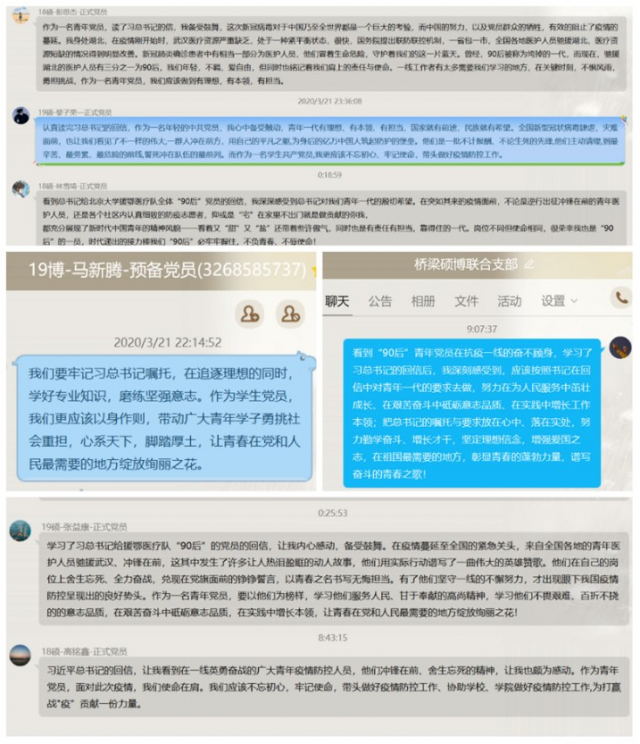 18硕-彭煜杰-正式党员
作为一名青年党员，读了习总书记的信，我备受鼓舞，这次新冠病毒对于中国乃至全世界都是一个巨大的考验，而中国的努力，以及党员群众的牺牲，有效的阻止了疫情的
蔓延。我身处湖北，在疫情刚开始时，武汉医疗资源严重缺乏，处于一种紧平衡状态，很快，国务院提出联防联控机制，一省包一市，全国各地医护人员驰援湖北，医疗资
源短缺的情况得到明显改善。新冠肺炎确诊患者中有相当一部分为医护人员，他们冒着生命危险，守护着我们的这一片蓝天。曾经，90后被称为垮掉的一代，而现在，驰援
湖北的医护人员有三分之一为90后，我们年轻，不羁，爱自由，但同时也铭记着我们肩上的责任与使命。一线工作者有太多需要我们学习的地方，在关键时刻，不惧风雨，
勇担挑战，作为一名青年党员，我们应该做到有理想，有本领，有担当。
2020/3/21 23:36:08
19博-黎子荣-正式党员
认真读完习总书记的回信，作为一名年轻的中共党员，我心中备受触动，青年一代有理想、有本领、有担当，国家就有前途，民族就有希望。全国新型冠状病毒肆虐，灾难
面前，也让我们看见了不一样的伟大，一群人冲在前方，用自己的平凡之躯，为身后的亿万中国人筑起防护的堡垒。他们是一批不计报酬、不论生死的先锋，他们主动请缨，到最
辛苦、最劳累、最危险的病房，誓死冲在队伍的最前列。而作为一名学生共产党员，我更应该不忘初心、牢记使命，带头做好疫情防控工作。
0:18:59
18硕-林雪琦-正式党员
看到总书记给北京大学援鄂医疗队全体“90后”党员的回信，我深深感受到总书记对我们年轻一代的殷切希望。在突如其来的疫情面前，不论是逆行出征冲锋在前的青年医
护人员，还是各个社区内认真细致的防疫志愿者，抑或是“宅”在家里不出门就是做贡献的你我，
都充分展现了新时代中国青年的精神风貌——看着又“甜”又“盐”还带着些许傲气，同时也是有责任有担当，靠得住的一代。岗位不同但使命相同，很荣幸我也是“90
后”的一员，时代递出的接力棒我们“90后”必牢牢握住，不负青春、不辱使命！
19博-马新腾-预备党员(3268585737)
2020/3/21 22:14:52
我们要牢记习总书记嘱托，在追逐理想的同时，
学好专业知识，磨练坚强意志。作为学生党员，
我们更应该以身作则，带动广大青年学子勇挑社
会重担，心系天下，脚踏厚土，让青春在党和人
民最需要的地方绽放绚丽之花。
桥梁硕博联合支部
聊天 公告 相册 文件 活动 设置
9:07:37
看到“90后”青年党员在抗疫一线的奋不顾身，学习了
习总书记的回信后，我深刻感受到，应该按照书记在回
信中对青年一代的要求去做，努力在为人民服务中茁壮
成长、在艰苦奋斗中砥砺意志品质、在实践中增长工作
本领；把总书记的嘱托与要求放在心中、落在实处，努
力勤学奋斗、增长才干，坚定理想信念，增强爱国之
志，在祖国最需要的地方，彰显青春的蓬勃力量，谱写
奋斗的青春之歌！
0:25:53
19硕-张益康-正式党员
学习了习总书记给援鄂医疗队“90后”的党员的回信，让我内心感动，备受鼓舞。在疫情蔓延至全国的紧急关头，来自全国各地的青年医
护人员驰援武汉、冲锋在前，这其中发生了许多让人热泪盈眶的动人故事，他们用实际行动谱写了一曲伟大的英雄赞歌。他们在自己的岗
位上舍生忘死、全力奋战，兑现在党旗面前的铮铮誓言，以青春之名书写无悔担当。有了他们坚守一线的不懈努力，才出现眼下我国疫情
防控呈现出的良好势头。作为一名青年党员，要以他们为榜样，学习他们服务人民、甘于奉献的高尚精神，学习他们不畏艰难、百折不挠
的的意志品质，在艰苦奋斗中砥砺意志品质，在实践中增长本领，让青春在党和人民最需要的地方绽放绚丽之花！
8:43:15
18硕-高铭鑫-正式党员
习近平总书记的回信，让我看到在一线英勇奋战的广大青年疫情防控人员，他们冲锋在前、舍生忘死的精神，让我也颇为感动。作为青年
党员，面对此次疫情，我们使命在肩。我们应该不忘初心，牢记使命，带头做好疫情防控工作、协助学校、学院做好疫情防控工作，为打赢
战“疫”贡献一份力量。